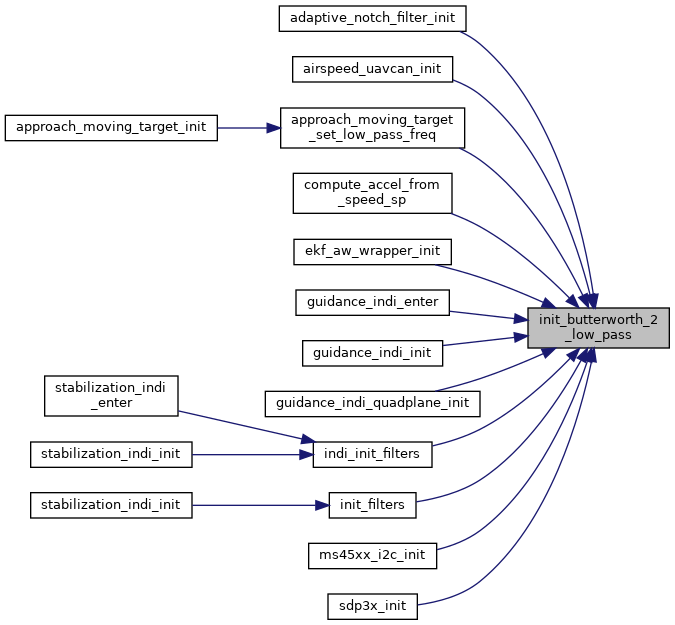 adaptive_notch_filter_init
airspeed_uavcan_init
approach_moving_target_init
approach_moving_target
_set_low_pass_freq
compute_accel_from
_speed_sp
ekf_aw_wrapper_init
guidance_indi_enter
init_butterworth_2
_low_pass
guidance_indi_init
guidance_indi_quadplane_init
stabilization_indi
_enter
stabilization_indi_init
indi_init_filters
stabilization_indi_init
init_filters
ms45xx_i2c_init
sdp3x_init